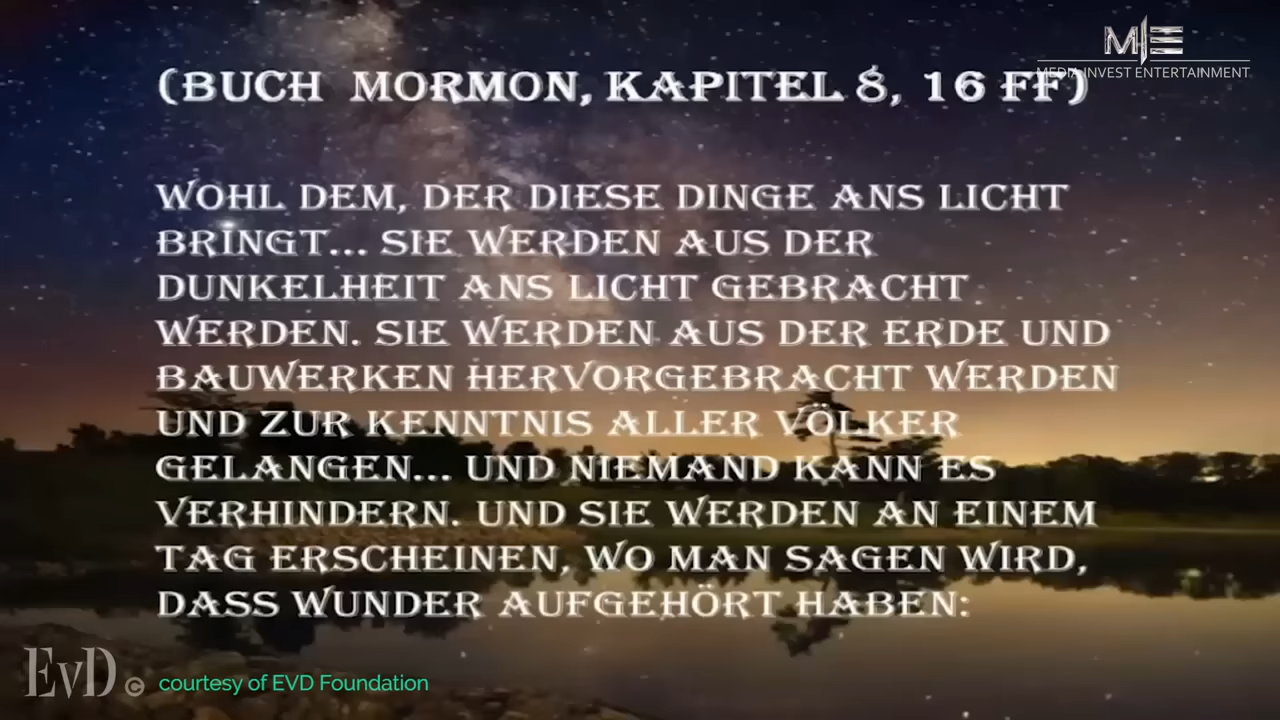 M|E
MEDIA INVEST ENTERTAINMENT
(BUCH MORMON, KAPITEL 8, 16 FF)
WOHL DEM, DER DIESE DINGE ANS LICHT
BRINGT... SIE WERDEN AUS DER
DUNKELHEIT ANS LICHT GEBRACHT
WERDEN. SIE WERDEN AUS DER ERDE UND
BAUWERKEN HERVORGEBRACHT WERDEN
UND ZUR KENNTNIS ALLER VÖLKER
GELANGEN... UND NIEMAND KANN ES
VERHINDERN. UND SIE WERDEN AN EINEM
TAG ERSCHEINEN, WO MAN SAGEN WIRD,
DASS WUNDER AUFGEHÖRT HABEN:
EvD © courtesy of EVD Foundation